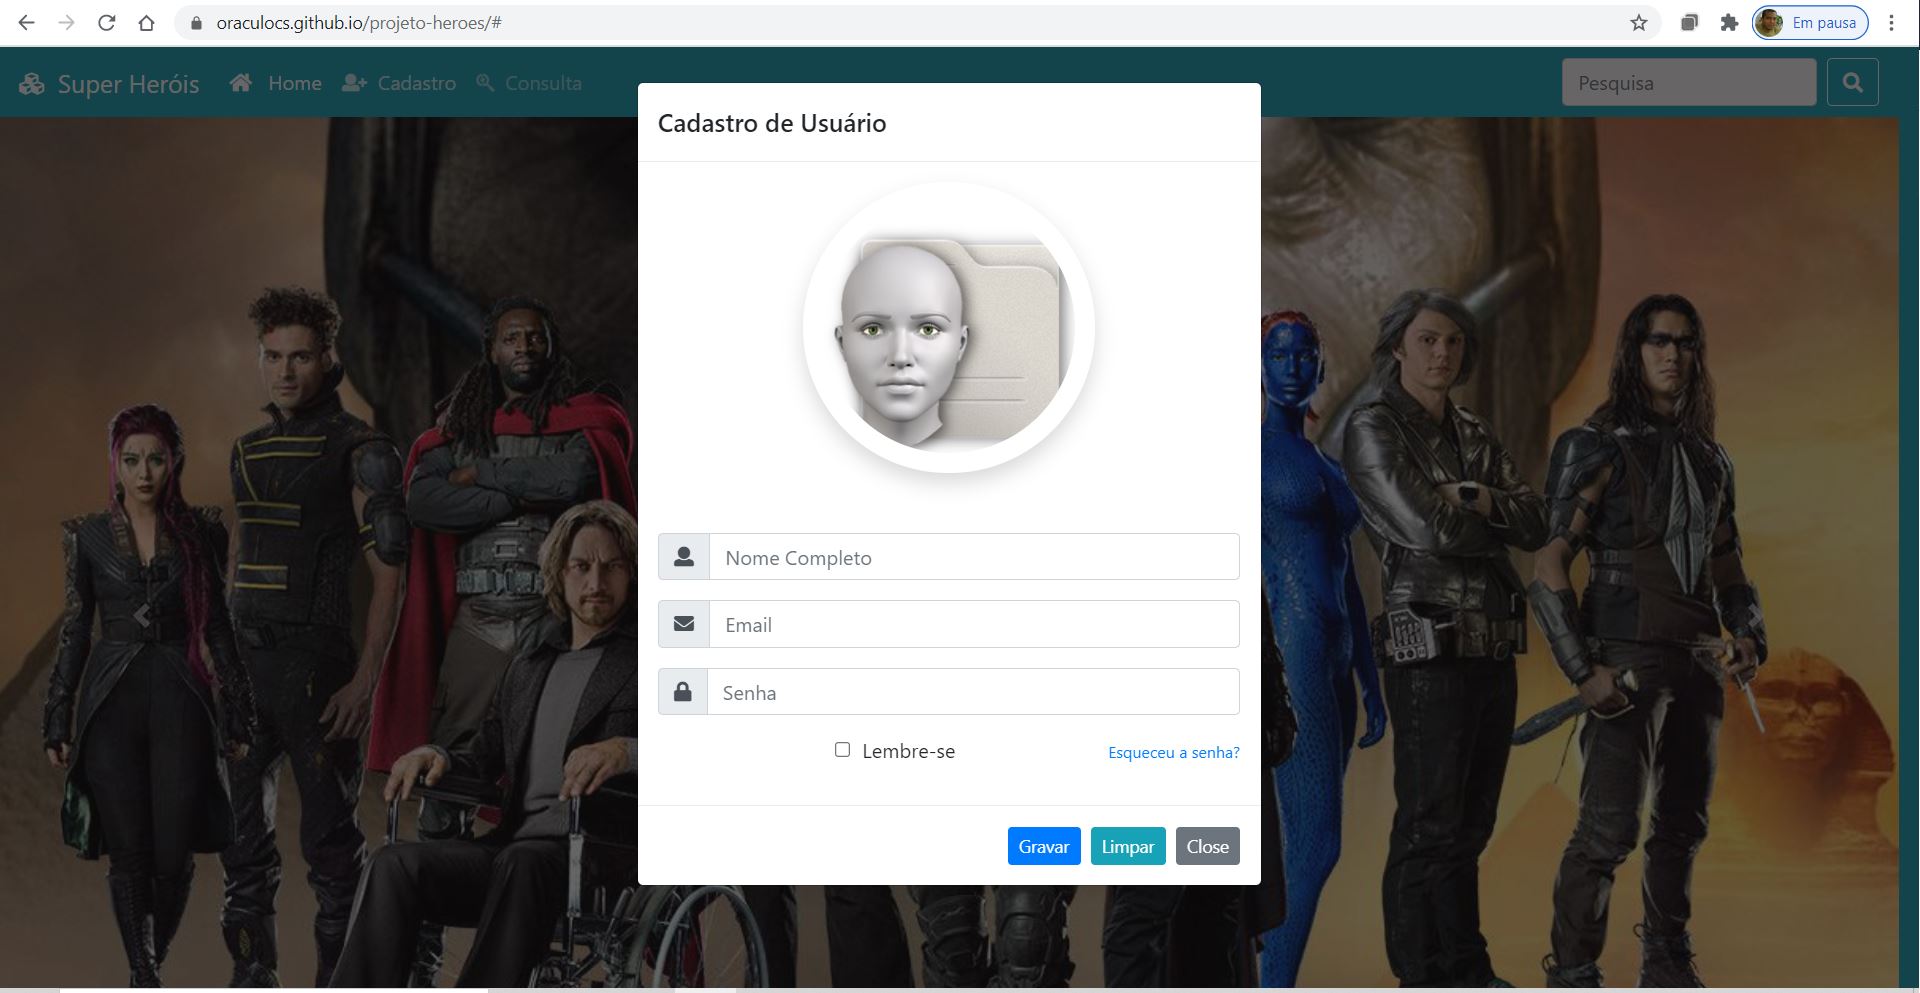 oraculocs.github.io/projeto-heroes/#
Em pausa
Super Heróis Home Cadastro Consulta Pesquisa
Cadastro de Usuário
Nome Completo
Email
Senha
Lembre-se Esqueceu a senha?
Gravar Limpar Close